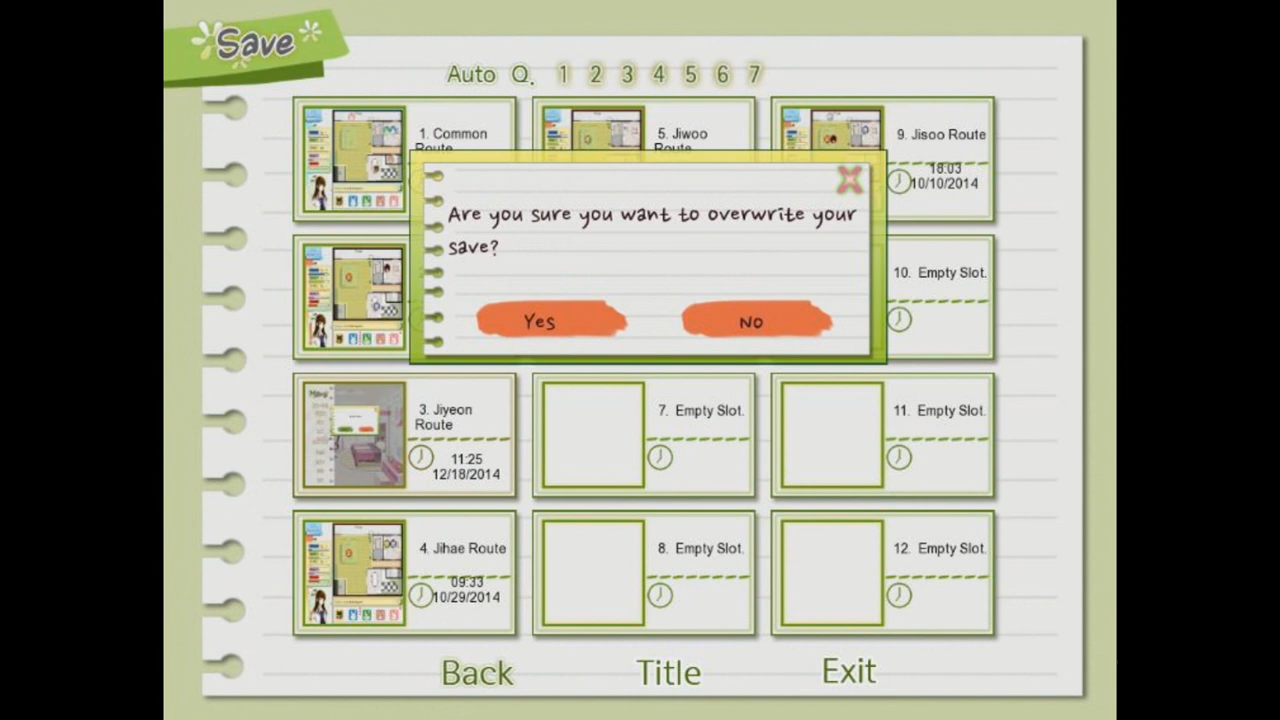 Save
Auto Q. 1 2 3 4 5 6 7
1. Common
Route
5. Jiwoo
Route
9. Jisoo Route
18:03
10/10/2014
Are you sure you want to overwrite your
save?
Yes
No
10. Empty Slot.
3. Jiyeon
Route
11:25
12/18/2014
7. Empty Slot.
11. Empty Slot.
4. Jihae Route
09:33
10/29/2014
8. Empty Slot.
12. Empty Slot.
Back
Title
Exit